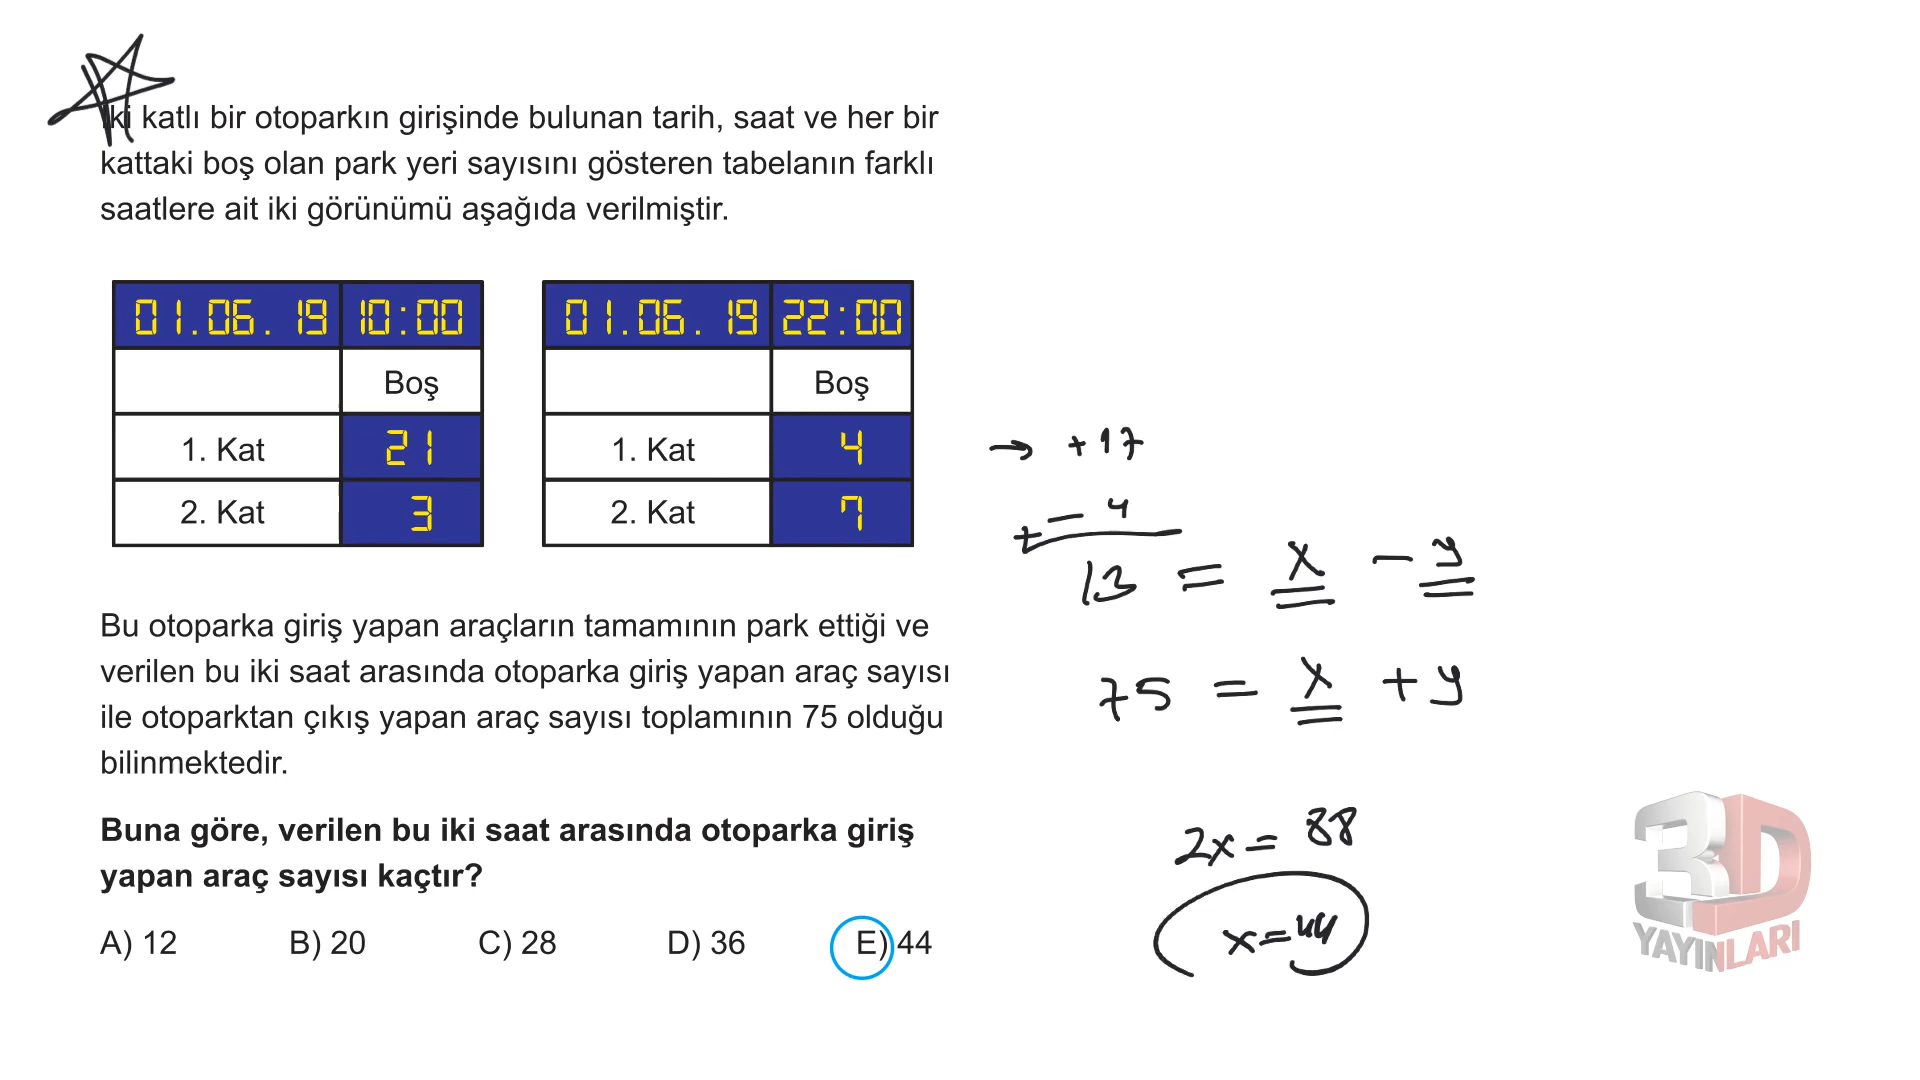 İki katlı bir otoparkın girişinde bulunan tarih, saat ve her bir
kattaki boş olan park yeri sayısını gösteren tabelanın farklı
saatlere ait iki görünümü aşağıda verilmiştir.
01.06.19 10:00
Boş
1. Kat 21
2. Kat 3
01.06.19 22:00
Boş
1. Kat 4
2. Kat 7
Bu otoparka giriş yapan araçların tamamının park ettiği ve
verilen bu iki saat arasında otoparka giriş yapan araç sayısı
ile otoparktan çıkış yapan araç sayısı toplamının 75 olduğu
bilinmektedir.
Buna göre, verilen bu iki saat arasında otoparka giriş
yapan araç sayısı kaçtır?
A) 12 B) 20 C) 28 D) 36 E) 44
→ +17
+ - 4
13 = x - y
75 = x + y
2x = 88
x = 44
3D
YAYINLARI